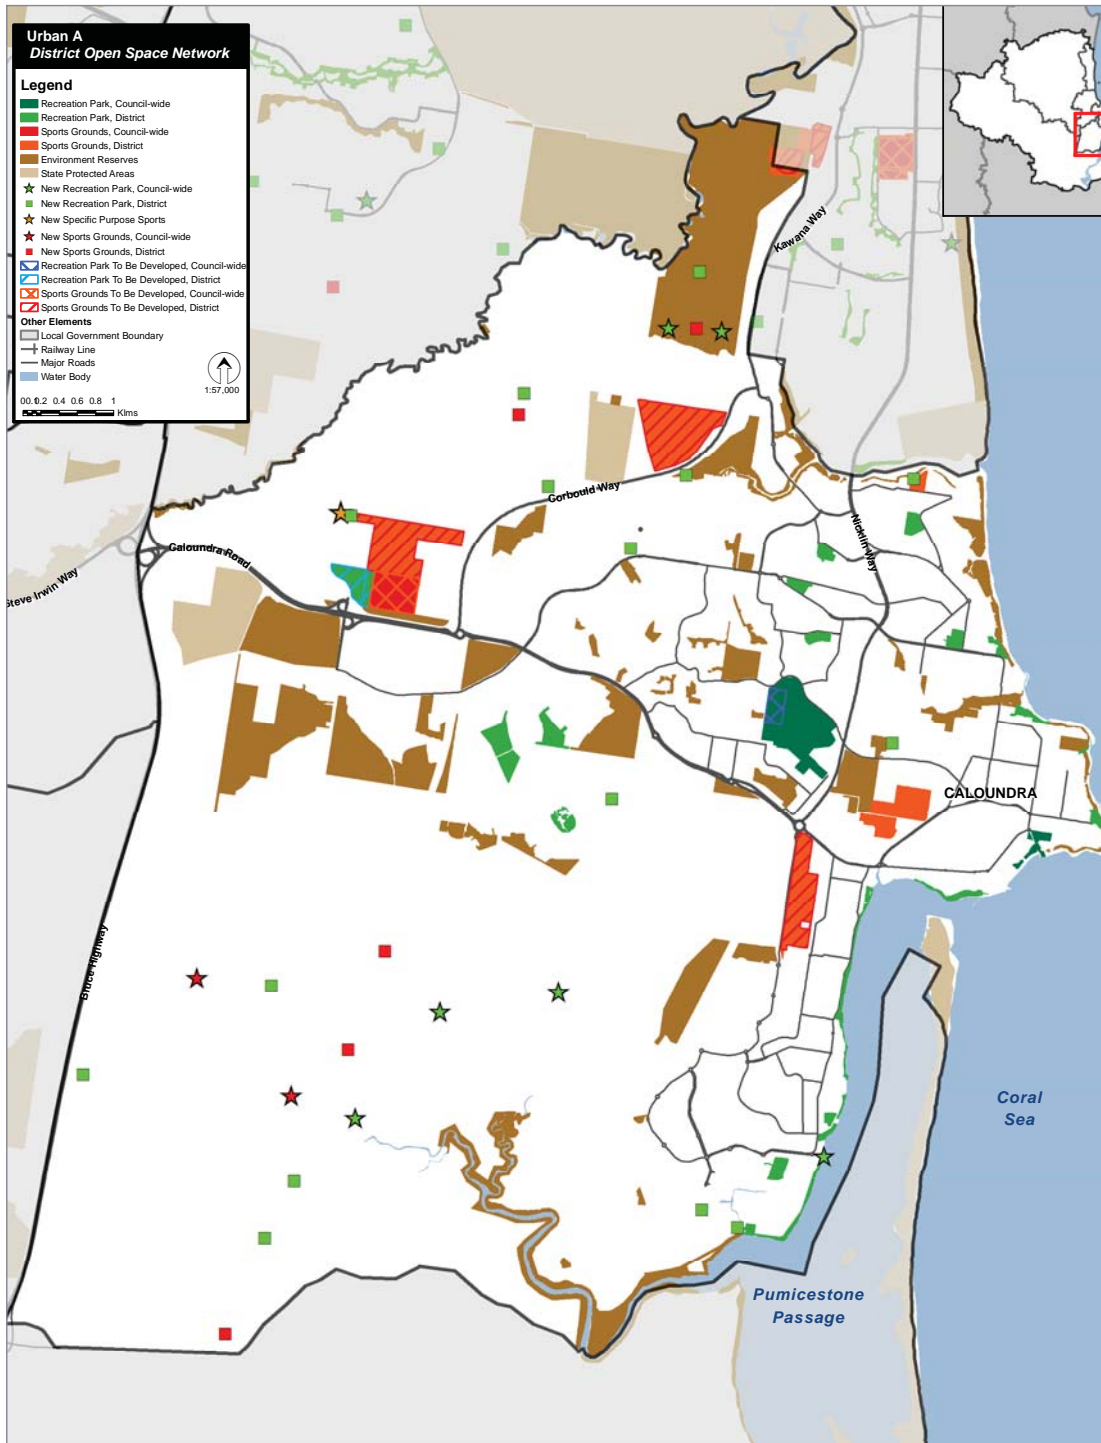 Urban A
District Open Space Network
Legend
Recreation Park, Council-wide
Recreation Park, District
Sports Grounds, Council-wide
Sports Grounds, District
Environment Reserves
State Protected Areas
New Recreation Park, Council-wide
New Recreation Park, District
New Specific Purpose Sports
New Sports Grounds, Council-wide
New Sports Grounds, District
Recreation Park To Be Developed, Council-wide
Recreation Park To Be Developed, District
Sports Grounds To Be Developed, Council-wide
Sports Grounds To Be Developed, District
Other Elements
Local Government Boundary
Railway Line
Major Roads
Water Body
1:57,000
0 0.1 0.2 0.4 0.6 0.8 1
Klms
Kawana Way
Corbould Way
Nicklin Way
Caloundra Road
Steve Irwin Way
CALOUNDRA
Bruce Highway
Coral
Sea
Pumicestone
Passage